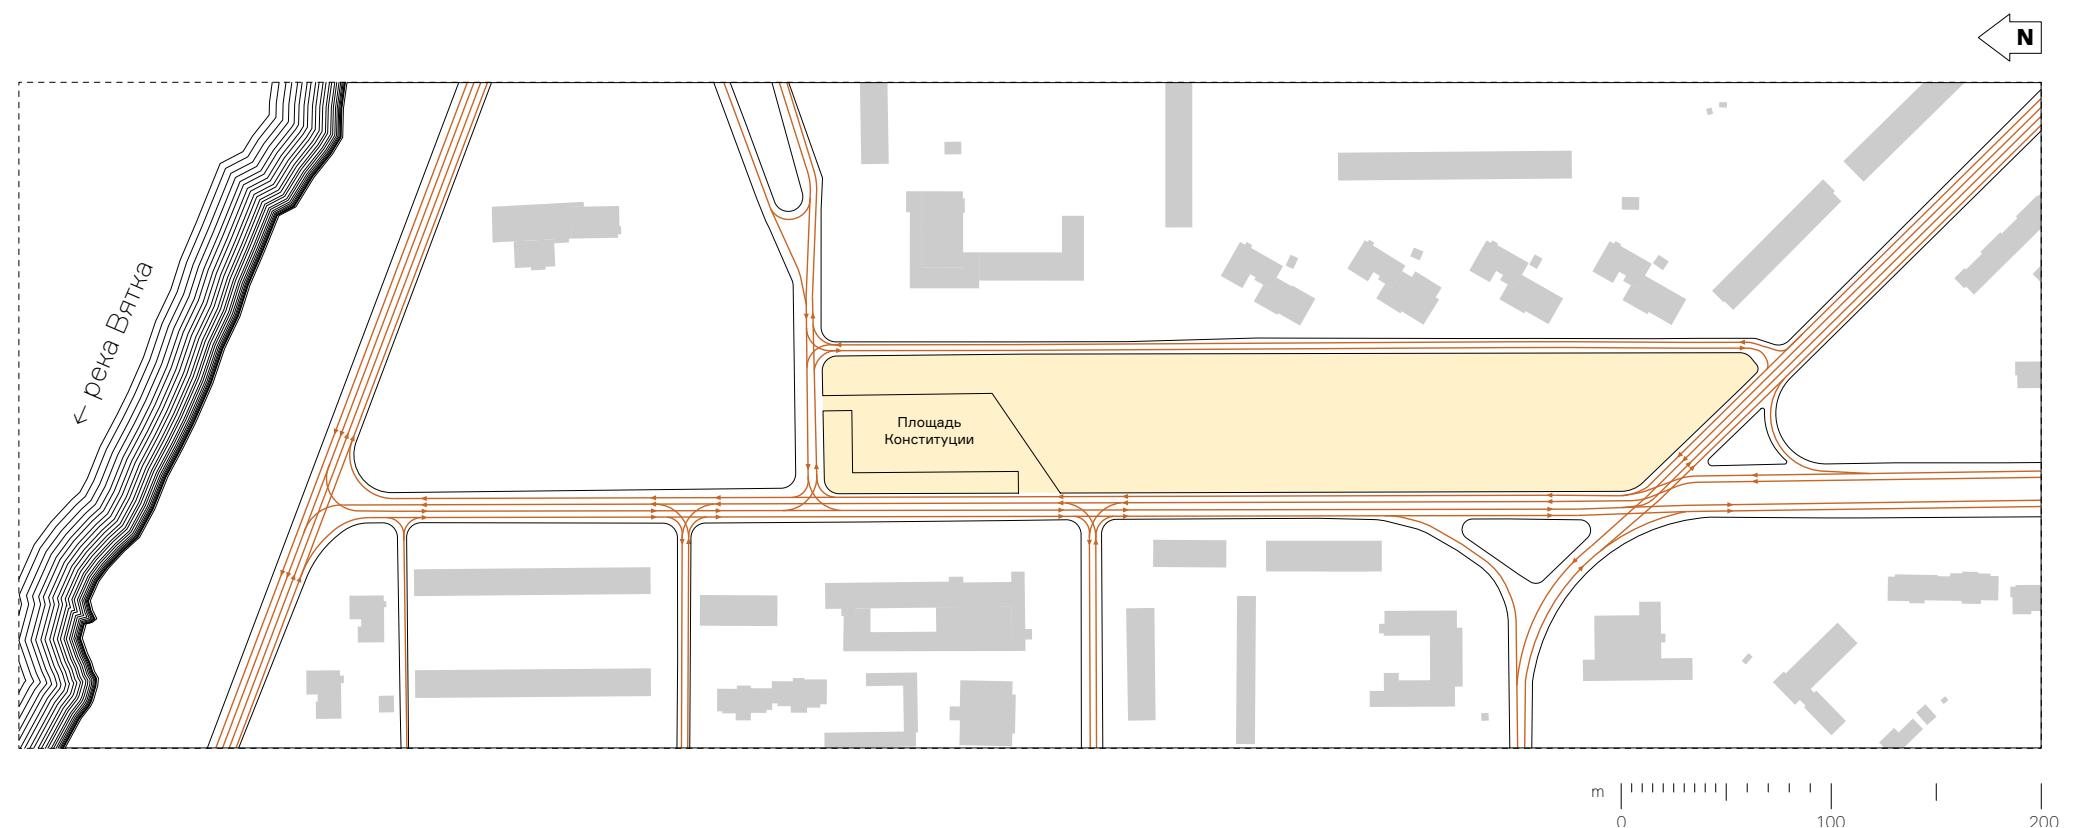 N
← река Вятка
Площадь
Конституции
m
0 100 200